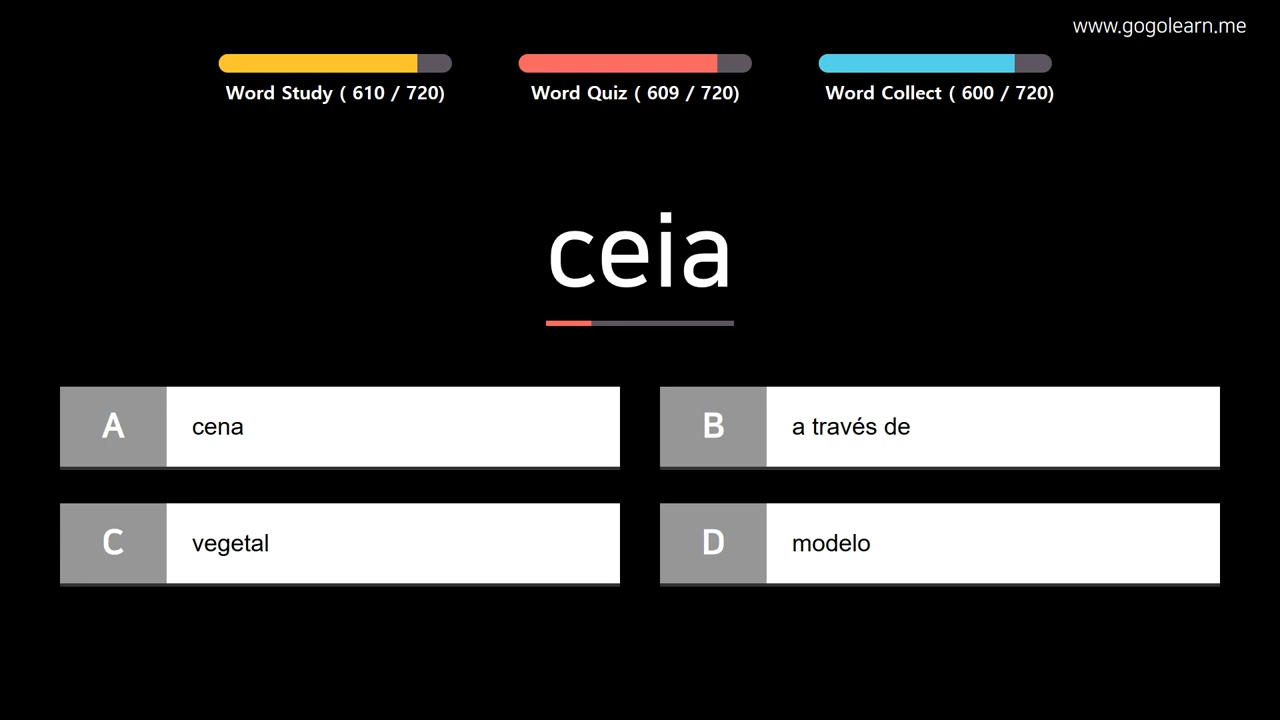 www.gogolearn.me
Word Study ( 610 / 720)
Word Quiz ( 609 / 720)
Word Collect ( 600 / 720)
ceia
A
cena
B
a través de
C
vegetal
D
modelo